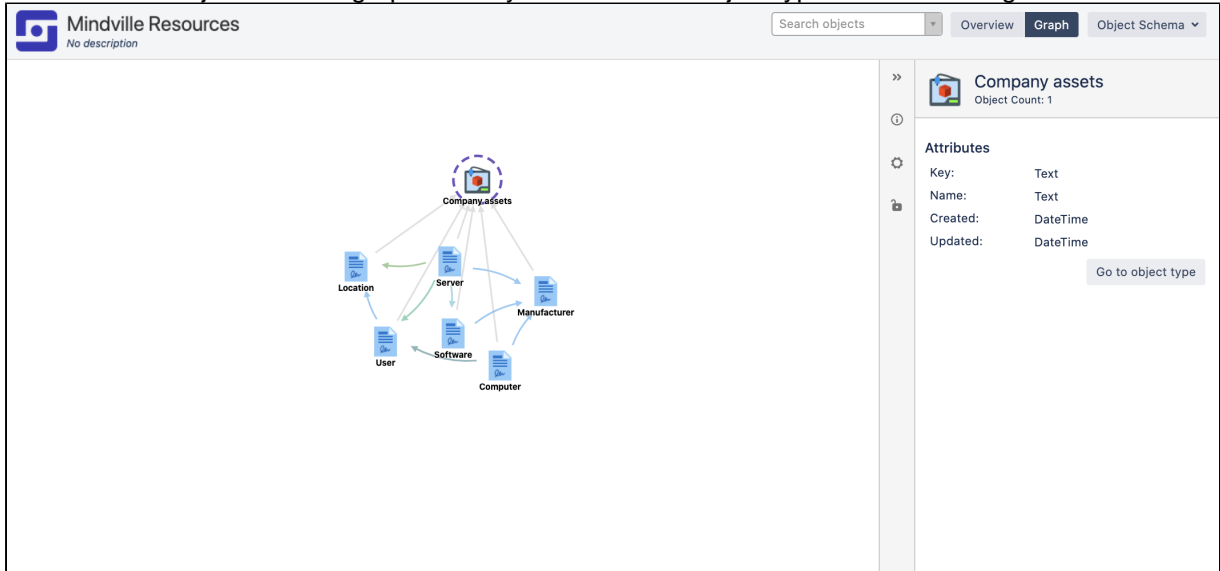 Mindville Resources
No description
Search objects
Overview Graph Object Schema
Company assets
Object Count: 1
Attributes
Key: Text
Name: Text
Created: DateTime
Updated: DateTime
Go to object type
Company assets
Location
Server
Manufacturer
User
Software
Computer